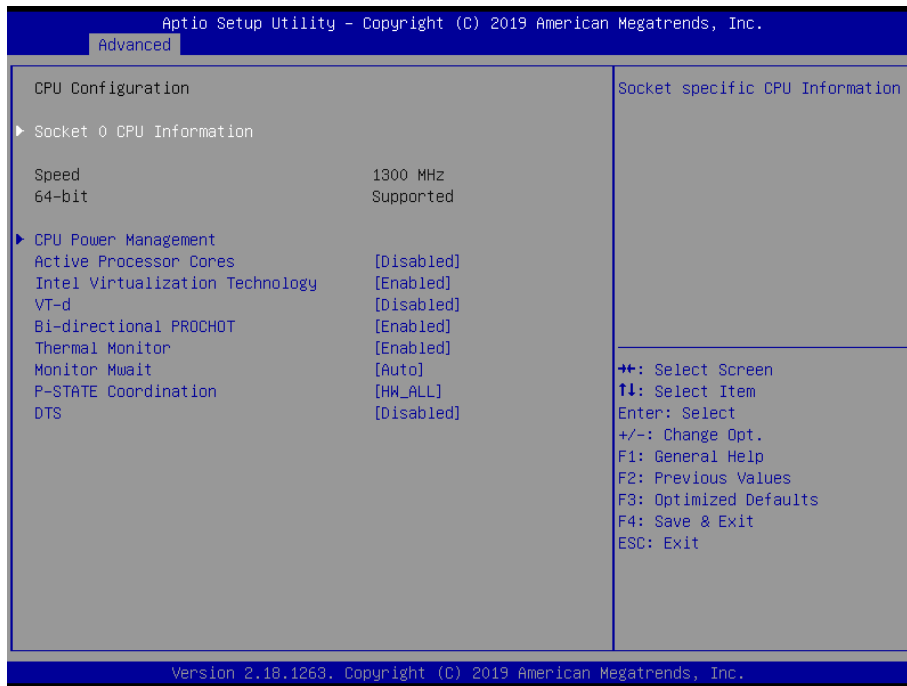 Aptio Setup Utility – Copyright (C) 2019 American Megatrends, Inc.
Advanced
CPU Configuration
Socket 0 CPU Information
Speed 1300 MHz
64-bit Supported
CPU Power Management
Active Processor Cores [Disabled]
Intel Virtualization Technology [Enabled]
VT-d [Disabled]
Bi-directional PROCHOT [Enabled]
Thermal Monitor [Enabled]
Monitor Mwait [Auto]
P-STATE Coordination [HW_ALL]
DTS [Disabled]
Socket specific CPU Information
→←: Select Screen
↑↓: Select Item
Enter: Select
+/-: Change Opt.
F1: General Help
F2: Previous Values
F3: Optimized Defaults
F4: Save & Exit
ESC: Exit
Version 2.18.1263. Copyright (C) 2019 American Megatrends, Inc.